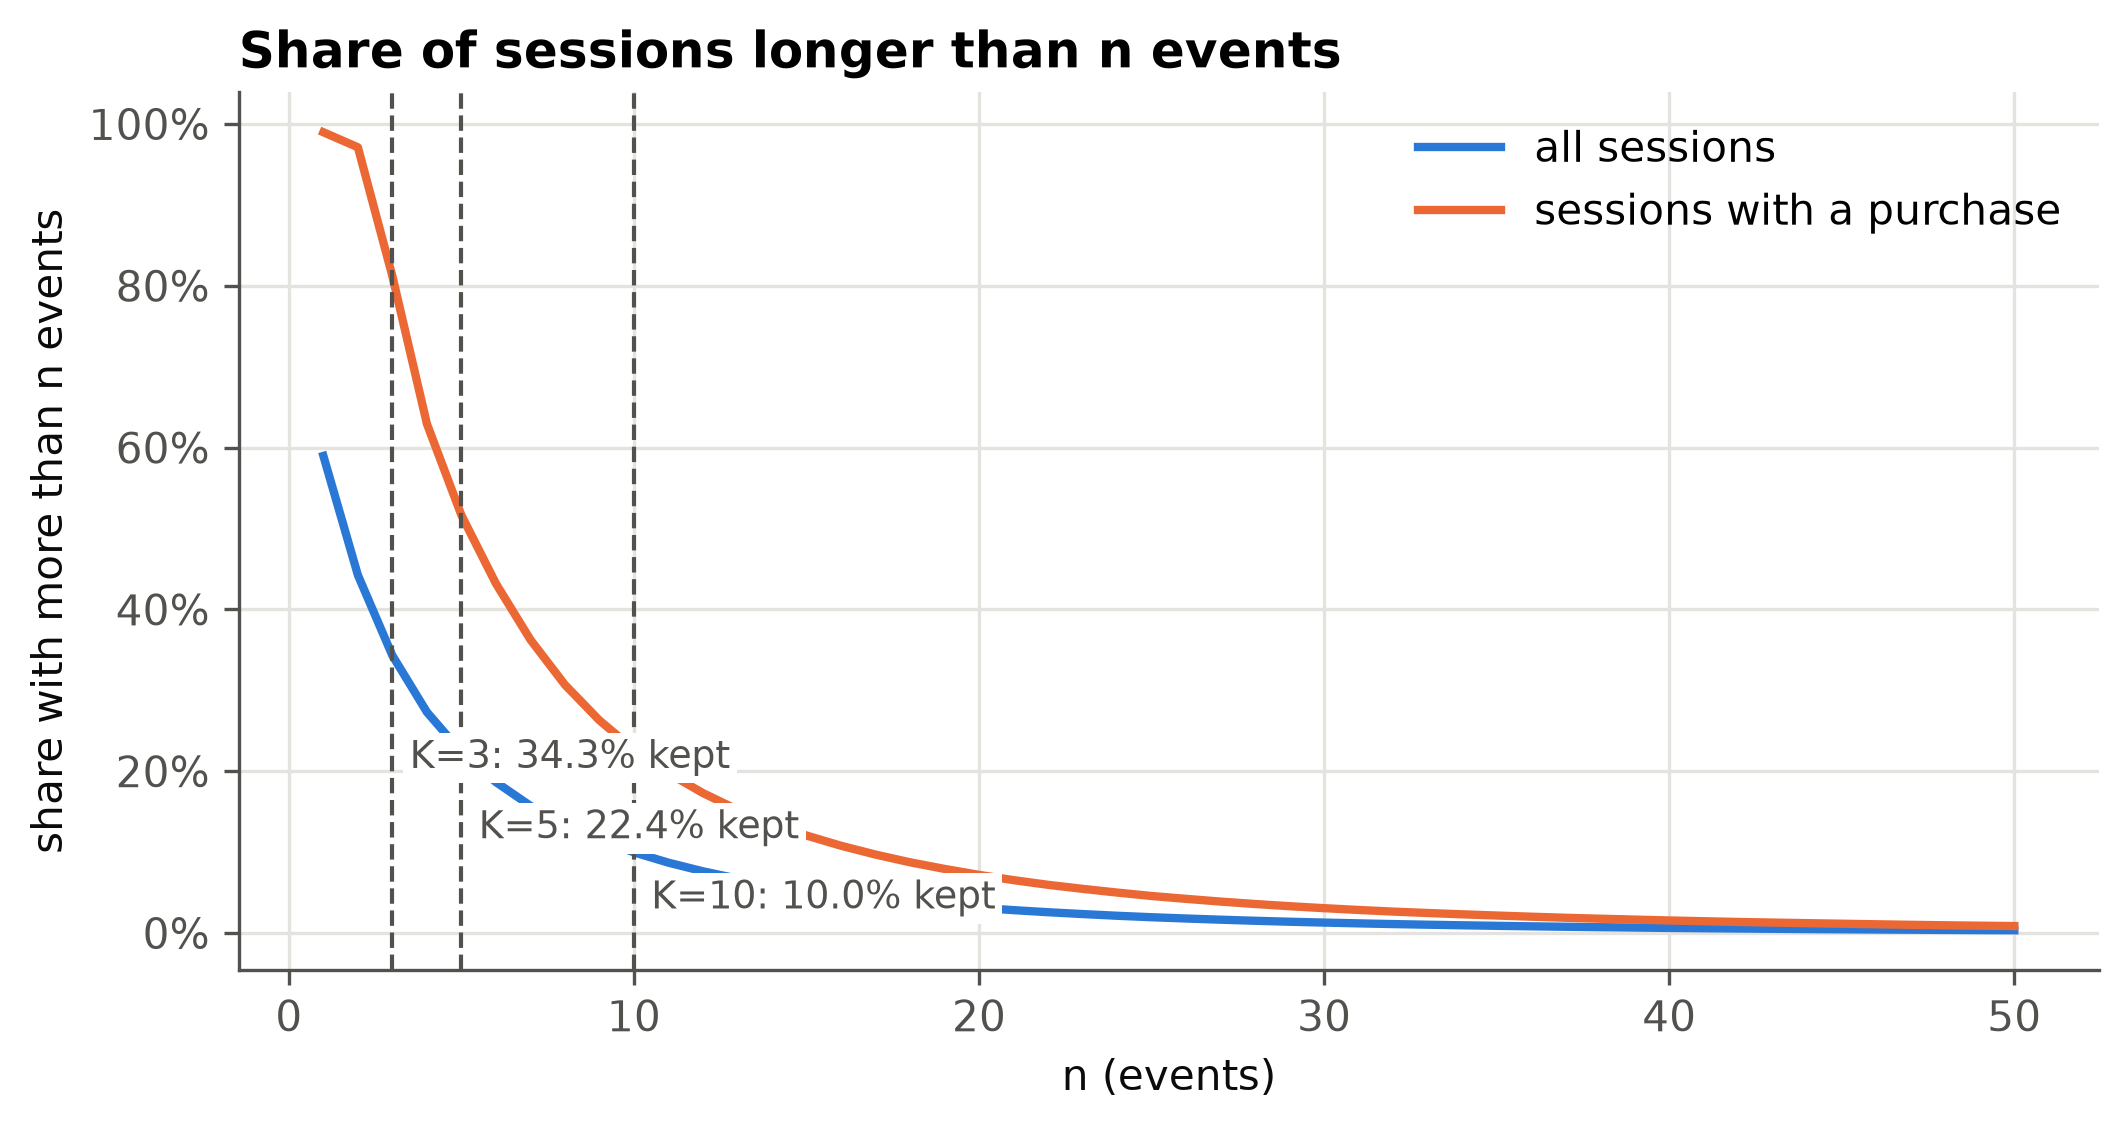 Share of sessions longer than n events
share with more than n events
100%
80%
60%
40%
20%
0%
all sessions
sessions with a purchase
K=3: 34.3% kept
K=5: 22.4% kept
K=10: 10.0% kept
0 10 20 30 40 50
n (events)